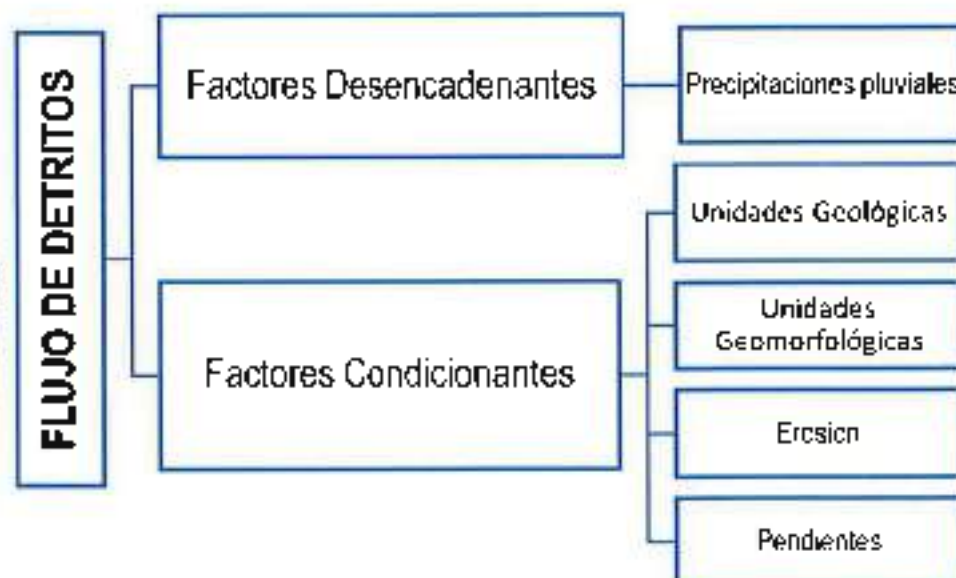 FLUJO DE DETRITOS
Factores Desencadenantes
Precipitaciones pluviales
Factores Condicionantes
Unidades Geológicas
Unidades
Geomorfológicas
Erosion
Pendientes